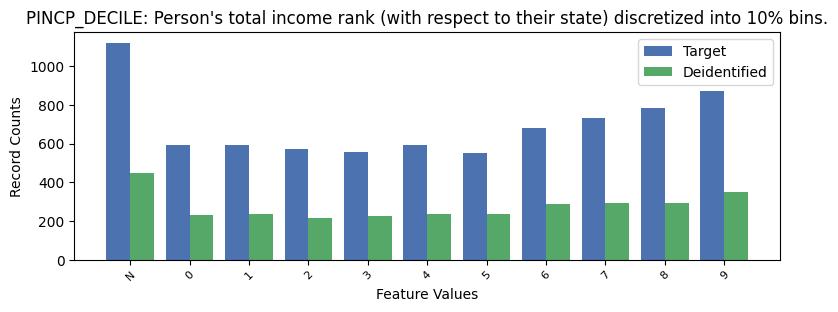 PINCP_DECILE: Person's total income rank (with respect to their state) discretized into 10% bins.
Target
Deidentified
Record Counts
1000
800
600
400
200
0
N 0 1 2 3 4 5 6 7 8 9
Feature Values